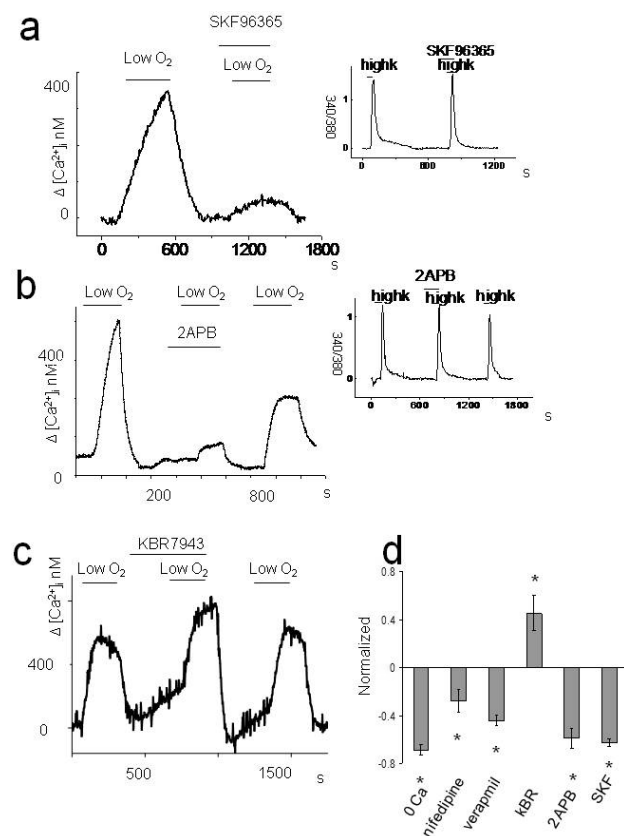 a
SKF96365
Low O2
Low O2
400
0
Δ [Ca2+]i nM
0
600
1200
1800
s
SKF96365
highk
highk
1
0
340/380
0
600
1200
s
b
Low O2
Low O2
Low O2
2APB
400
0
Δ [Ca2+]i nM
200
800
s
2APB
highk
highk
highk
1
0
340/380
0
600
1200
1800
s
c
KBR7943
Low O2
Low O2
Low O2
400
0
Δ [Ca2+]i nM
500
1500
s
d
Normalized
0.8
0.4
0
-0.4
-0.8
*
*
*
*
*
*
0 Ca
nifedipine
verapmil
kBR
2APB
SKF